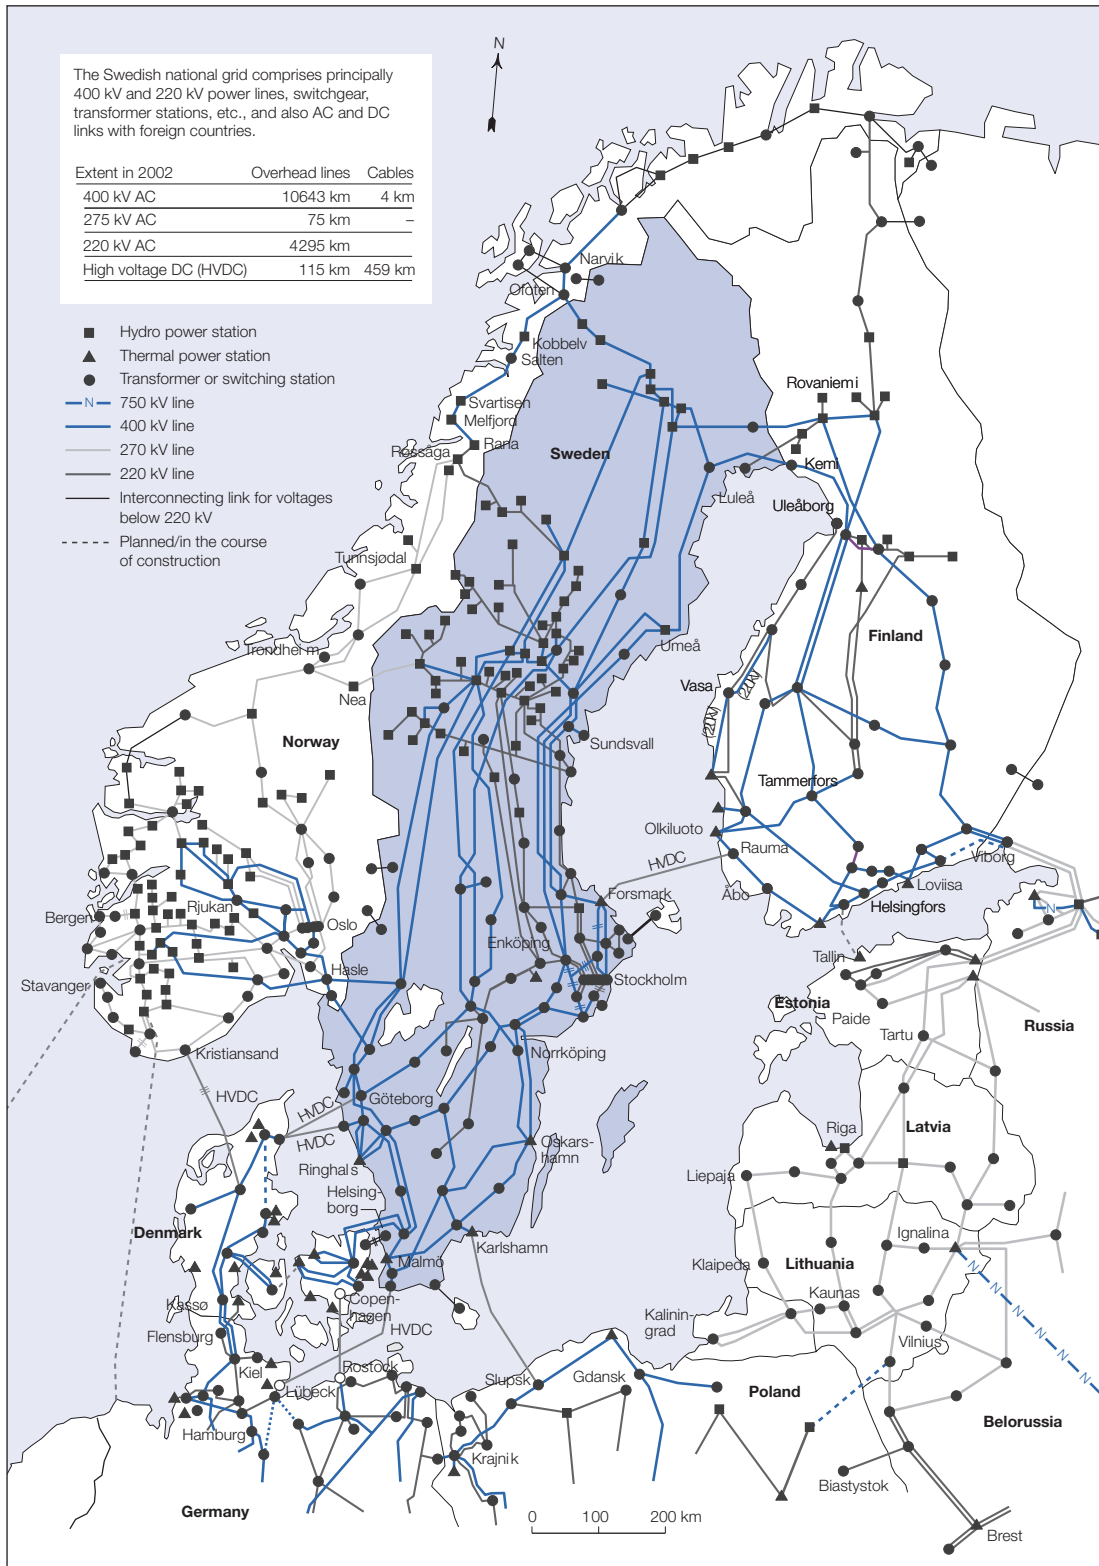 N
The Swedish national grid comprises principally
400 kV and 220 kV power lines, switchgear,
transformer stations, etc., and also AC and DC
links with foreign countries.
Extent in 2002 Overhead lines Cables
400 kV AC 10643 km 4 km
275 kV AC 75 km –
220 kV AC 4295 km
High voltage DC (HVDC) 115 km 459 km
Hydro power station
Thermal power station
Transformer or switching station
N 750 kV line
400 kV line
270 kV line
220 kV line
Interconnecting link for voltages
below 220 kV
Planned/in the course
of construction
Narvik
Ofoten
Kobbelv
Salten
Svartisen
Melfjord
Rana
Rossåga
Sweden
Rovaniemi
Kemi
Luleå
Uleåborg
Tunnsjødal
Finland
Trondheim
Umeå
Nea
Vasa
(220kV)
(220kV)
Norway
Sundsvall
Tammerfors
Olkiluoto
Rauma
HVDC
Viborg
Åbo
Loviisa
Helsingfors
Forsmark
Bergen
Rjukan
Oslo
Enköping
N
Tallin
Hasle
Stavanger
Stockholm
Estonia
Paide
Russia
Tartu
Kristiansand
Norrköping
HVDC
HVDC
Göteborg
HVDC
Latvia
Riga
Oskars-
hamn
Ringhals
Liepaja
Helsing-
borg
Denmark
Karlshamn
Ignalina
Malmö
Klaipeda
Lithuania
N
Kassø
Copen-
hagen
Kaunas
N
Kalinin-
grad
Flensburg
HVDC
Vilnius
N
Kiel
Rostock
N
Lübeck
Slupsk
Gdansk
Poland
N
Belorussia
Hamburg
Krajnik
Biastystok
Germany
0 100 200 km
Brest